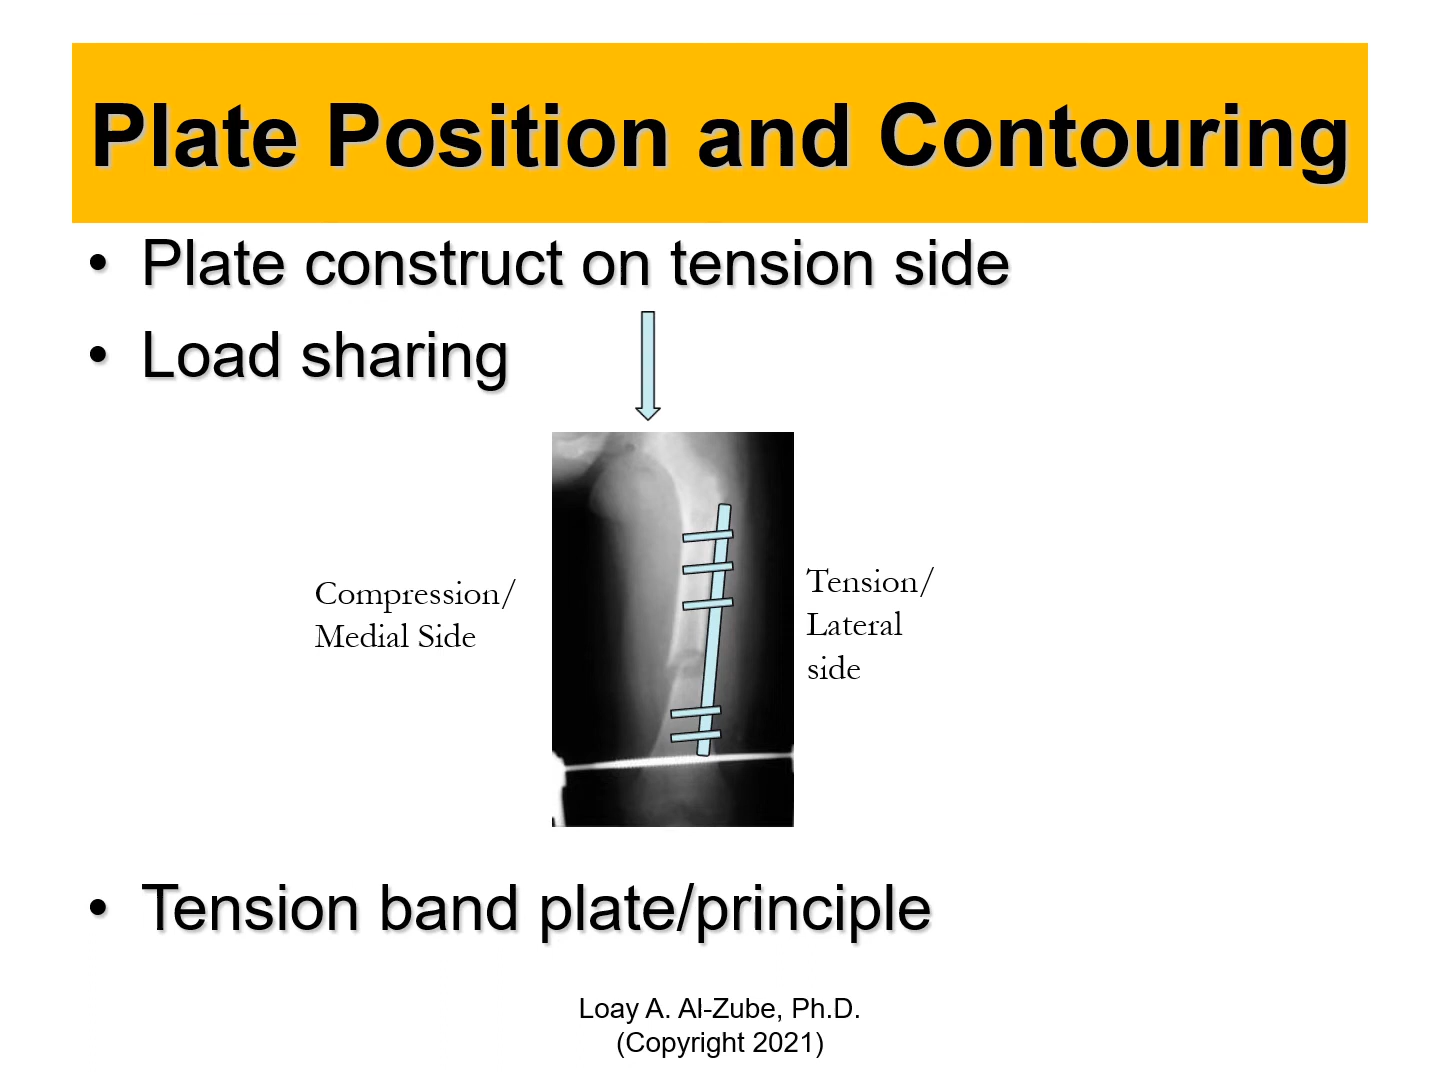 Plate Position and Contouring
• Plate construct on tension side
• Load sharing
Compression/
Medial Side
Tension/
Lateral
side
• Tension band plate/principle
Loay A. Al-Zube, Ph.D.
(Copyright 2021)